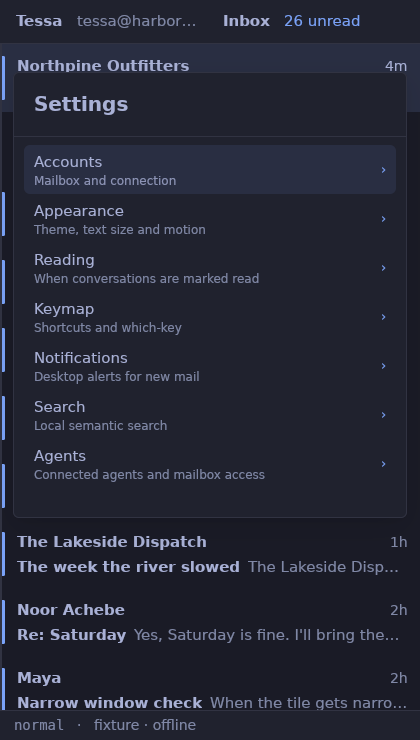 Tessa tessa@harbor… Inbox 26 unread
Northpine Outfitters 4m
Settings
Accounts ›
Mailbox and connection
Appearance ›
Theme, text size and motion
Reading ›
When conversations are marked read
Keymap ›
Shortcuts and which-key
Notifications ›
Desktop alerts for new mail
Search ›
Local semantic search
Agents ›
Connected agents and mailbox access
The Lakeside Dispatch 1h
The week the river slowed The Lakeside Disp…
Noor Achebe 2h
Re: Saturday Yes, Saturday is fine. I'll bring the…
Maya 2h
Narrow window check When the tile gets narro…
normal · fixture · offline